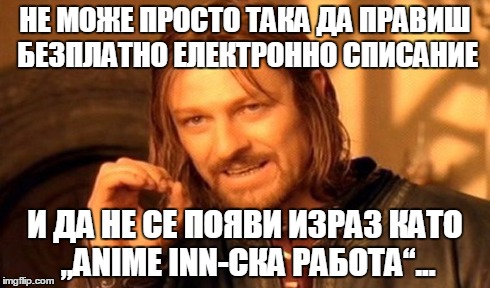 НЕ МОЖЕ ПРОСТО ТАКА ДА ПРАВИШ
БЕЗПЛАТНО ЕЛЕКТРОННО СПИСАНИЕ
И ДА НЕ СЕ ПОЯВИ ИЗРАЗ КАТО
„ANIME INN-СКА РАБОТА“...
imgflip.com